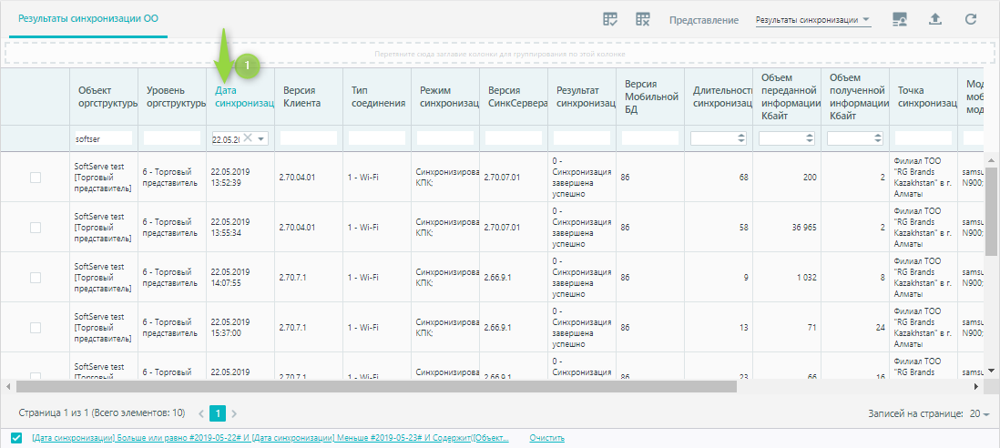 Результаты синхронизации ОО
Представление Результаты синхронизации
Перетяните сюда заглавие колонки для группирования по этой колонке
1
Объект оргструктуры
Уровень оргструктуры
Дата синхронизац
Версия Клиента
Тип соединения
Режим синхронизац
Версия СинкСервера
Результат синхронизац
Версия Мобильной БД
Длительность синхронизац
Объем переданной информации Кбайт
Объем полученной информации Кбайт
Точка синхронизац
Мод моб мод
softser 22.05.20
SoftServe test [Торговый представитель] 6 - Торговый представитель 22.05.2019 13:52:39 2.70.04.01 1 - Wi-Fi Синхронизирова КПК; 2.70.07.01 0 - Синхронизация завершена успешно 86 68 200 2 Филиал ТОО "RG Brands Kazakhstan" в г. Алматы samsu N900;
SoftServe test [Торговый представитель] 6 - Торговый представитель 22.05.2019 13:55:34 2.70.04.01 1 - Wi-Fi Синхронизирова КПК; 2.70.07.01 0 - Синхронизация завершена успешно 86 58 36 965 2 Филиал ТОО "RG Brands Kazakhstan" в г. Алматы samsu N900;
SoftServe test [Торговый представитель] 6 - Торговый представитель 22.05.2019 14:07:55 2.70.7.1 1 - Wi-Fi Синхронизирова КПК; 2.66.9.1 0 - Синхронизация завершена успешно 86 9 1 032 8 Филиал ТОО "RG Brands Kazakhstan" в г. Алматы samsu N900;
SoftServe test [Торговый представитель] 6 - Торговый представитель 22.05.2019 15:37:00 2.70.7.1 1 - Wi-Fi Синхронизирова КПК; 2.66.9.1 0 - Синхронизация завершена успешно 86 13 71 24 Филиал ТОО "RG Brands Kazakhstan" в г. Алматы samsu N900;
SoftServe test [Торговый 6 - Торговый 22.05.2019 2.70.7.1 1 - Wi-Fi Синхронизирова 2.66.9.1 0 - Синхронизация 86 23 66 16 Филиал ТОО "RG Brands samsu
Страница 1 из 1 (Всего элементов: 10) 1 Записей на странице: 20
[Дата синхронизации] Больше или равно #2019-05-22# И [Дата синхронизации] Меньше #2019-05-23# И Содержит([Объект... Очистить